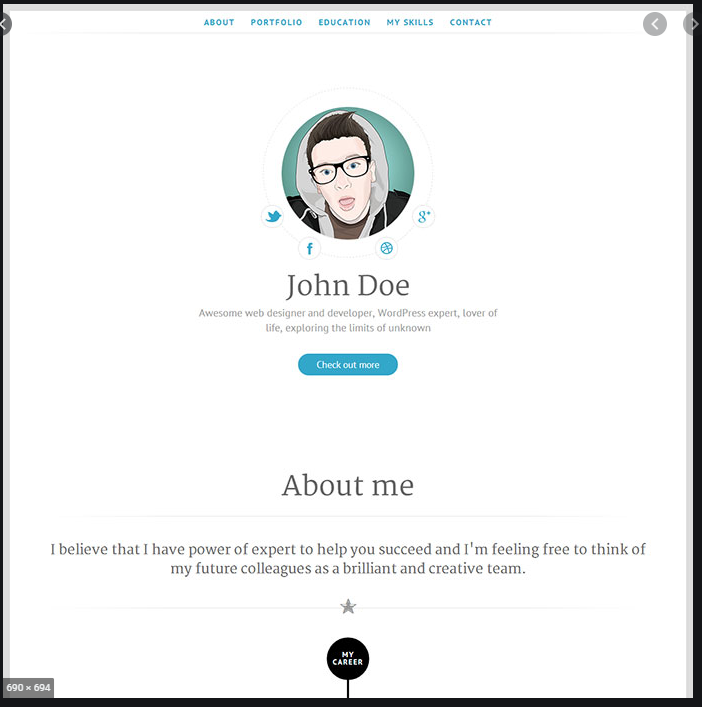 ABOUT PORTFOLIO EDUCATION MY SKILLS CONTACT
g+
f
John Doe
Awesome web designer and developer, WordPress expert, lover of
life, exploring the limits of unknown
Check out more
About me
I believe that I have power of expert to help you succeed and I'm feeling free to think of
my future colleagues as a brilliant and creative team.
MY
CAREER
690 × 694